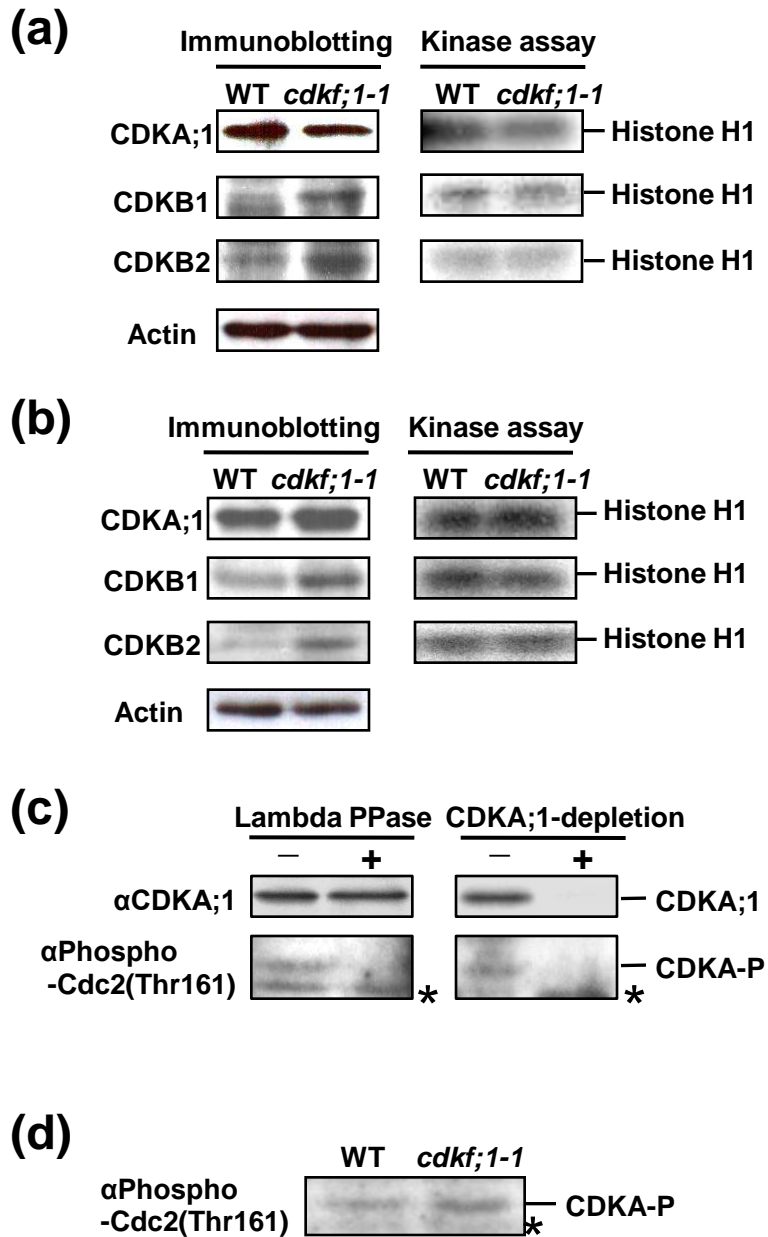 (a)
Immunoblotting Kinase assay
WT cdkf;1-1 WT cdkf;1-1
CDKA;1 Histone H1
CDKB1 Histone H1
CDKB2 Histone H1
Actin
(b)
Immunoblotting Kinase assay
WT cdkf;1-1 WT cdkf;1-1
CDKA;1 Histone H1
CDKB1 Histone H1
CDKB2 Histone H1
Actin
(c)
Lambda PPase CDKA;1-depletion
– + – +
αCDKA;1 CDKA;1
αPhospho
-Cdc2(Thr161) * * CDKA-P
(d)
WT cdkf;1-1
αPhospho
-Cdc2(Thr161) CDKA-P
*